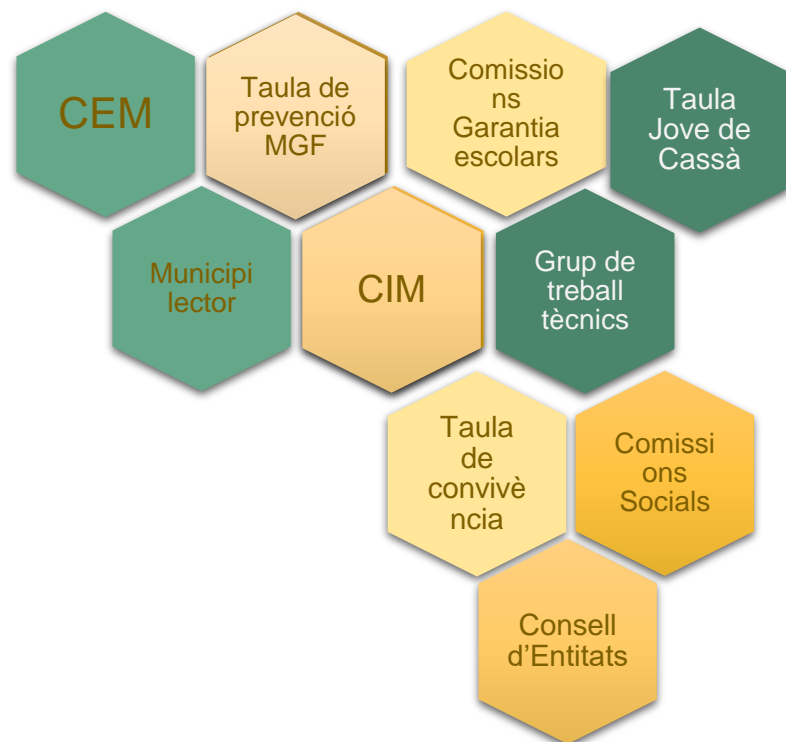 CEM
Taula de
prevenció
MGF
Comissio
ns
Garantia
escolars
Taula
Jove de
Cassà
Municipi
lector
CIM
Grup de
treball
tècnics
Taula
de
convivè
ncia
Comissi
ons
Socials
Consell
d’Entitats